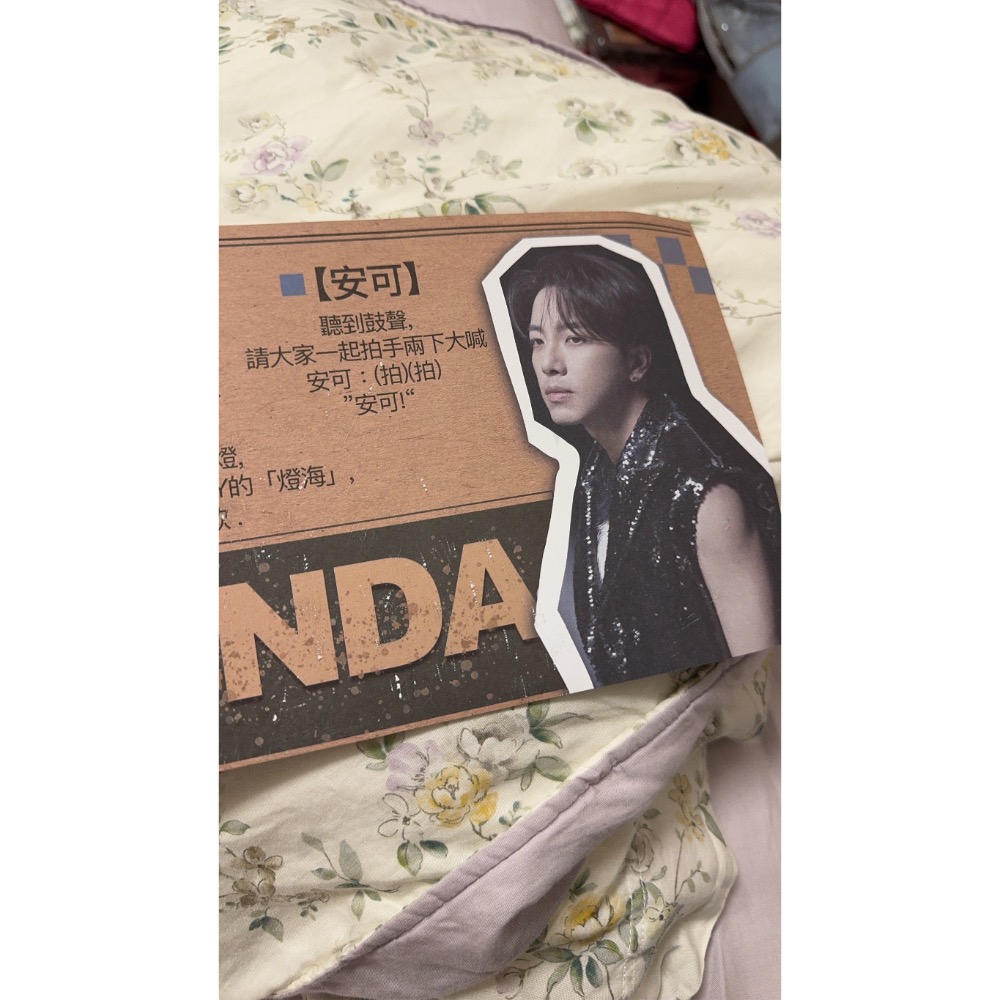 【安可】
聽到鼓聲,
請大家一起拍手兩下大喊
安可：(拍)(拍)
”安可!“
燈,
Y的「燈海」,
NDA